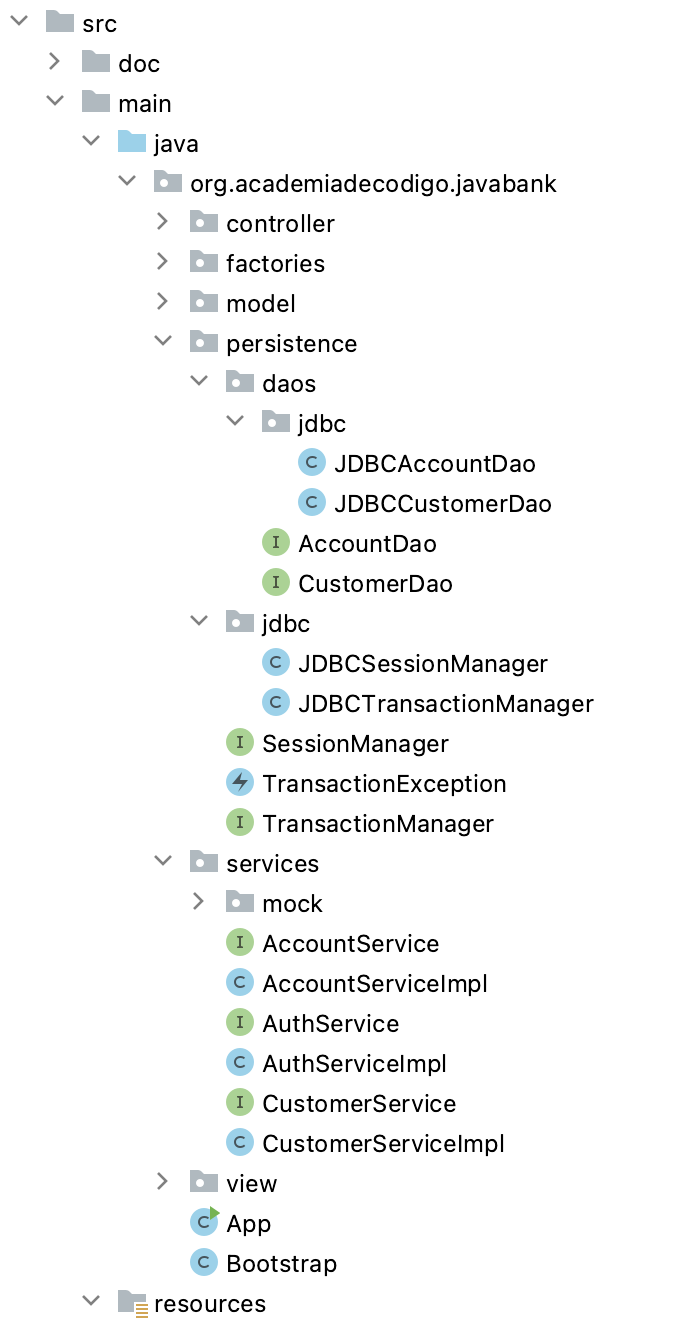 src
doc
main
java
org.academiadecodigo.javabank
controller
factories
model
persistence
daos
jdbc
C JDBCAccountDao
C JDBCCustomerDao
I AccountDao
I CustomerDao
jdbc
C JDBCSessionManager
C JDBCTransactionManager
I SessionManager
TransactionException
I TransactionManager
services
mock
I AccountService
C AccountServiceImpl
I AuthService
C AuthServiceImpl
I CustomerService
C CustomerServiceImpl
view
C App
C Bootstrap
resources